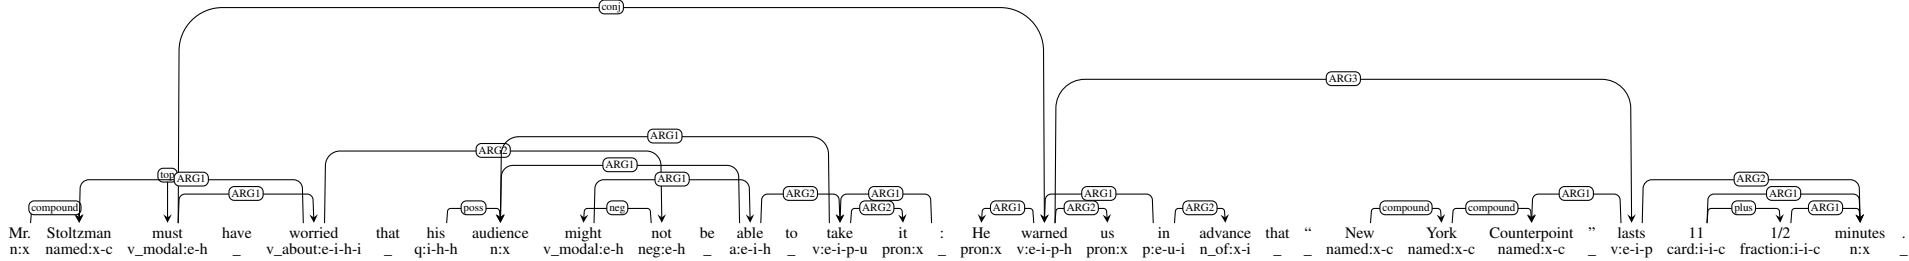 conj
ARG3
ARG1
ARG2
ARG1
top ARG1 ARG1 ARG2
ARG1 ARG2 ARG1 ARG1 ARG1 ARG1
compound poss neg ARG2 ARG1 ARG2 ARG2 compound compound plus ARG1
Mr. Stoltzman must have worried that his audience might not be able to take it : He warned us in advance that “ New York Counterpoint ” lasts 11 1/2 minutes .
n:x named:x-c v_modal:e-h _ v_about:e-i-h-i _ q:i-h-h n:x v_modal:e-h neg:e-h _ a:e-i-h _ v:e-i-p-u pron:x _ pron:x v:e-i-p-h pron:x p:e-u-i n_of:x-i _ _ named:x-c named:x-c named:x-c _ v:e-i-p card:i-i-c fraction:i-i-c n:x _